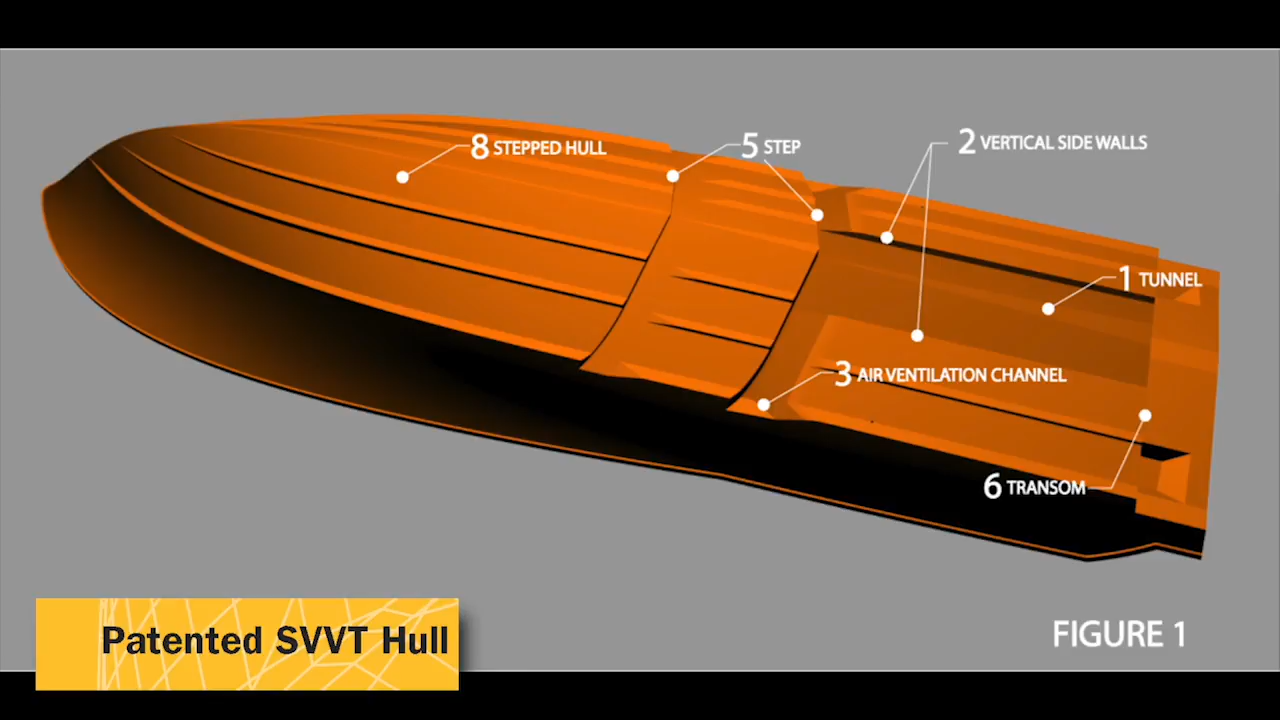 8 STEPPED HULL
5 STEP
2 VERTICAL SIDE WALLS
1 TUNNEL
3 AIR VENTILATION CHANNEL
6 TRANSOM
FIGURE 1
Patented SVVT Hull